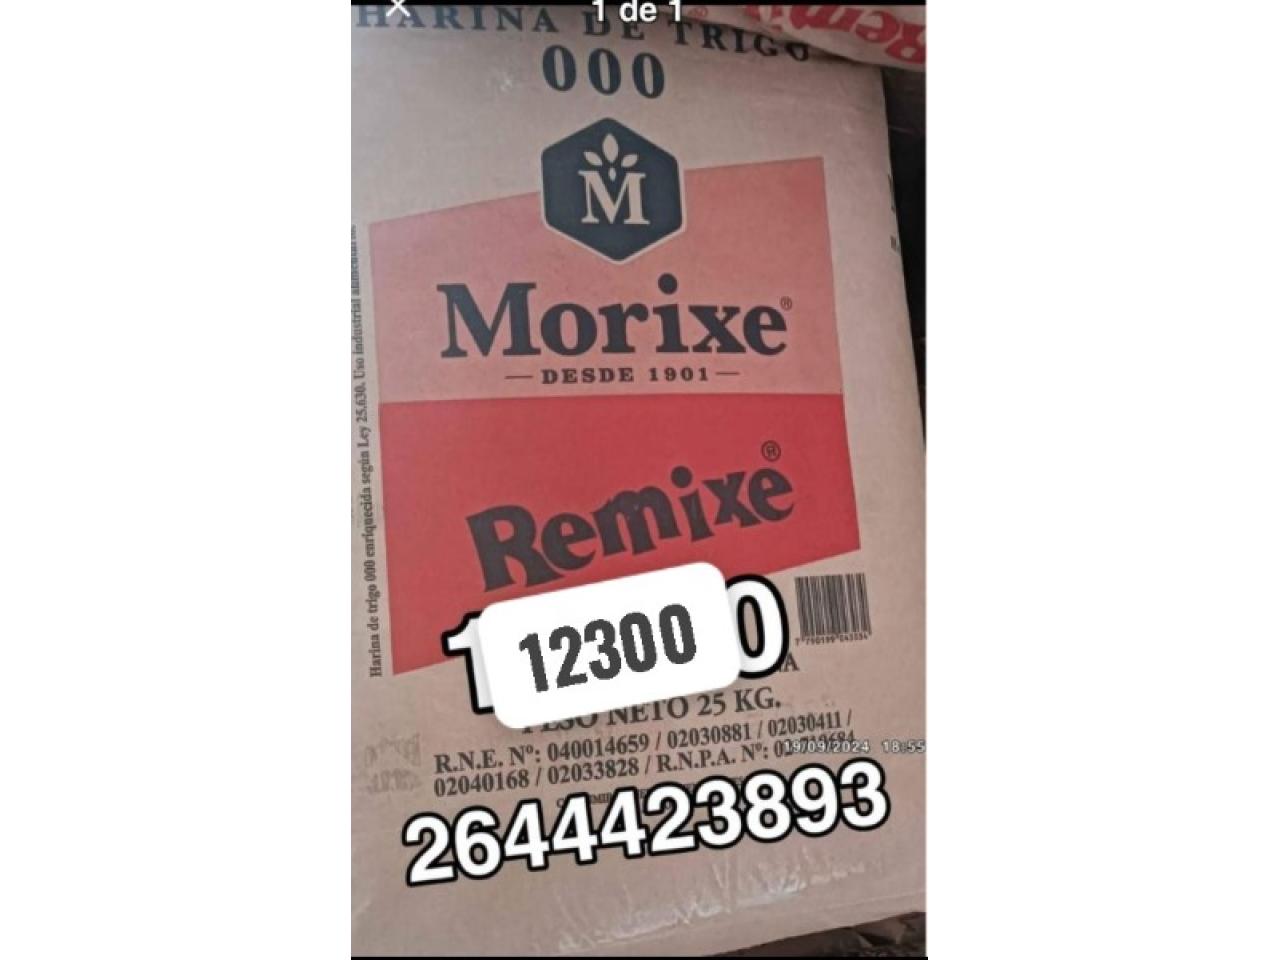 1 de 1
HARINA DE TRIGO
000
M
Morixe®
DESDE 1901
Remixe®
Harina de trigo 000 enriquecida según Ley 25.630. Uso industrial
12300
PESO NETO 25 KG.
R.N.E. Nº: 040014659 / 02030881 / 02030411 /
02040168 / 02033828 / R.N.P.A. Nº:
19/09/2024 18:55
2644423893